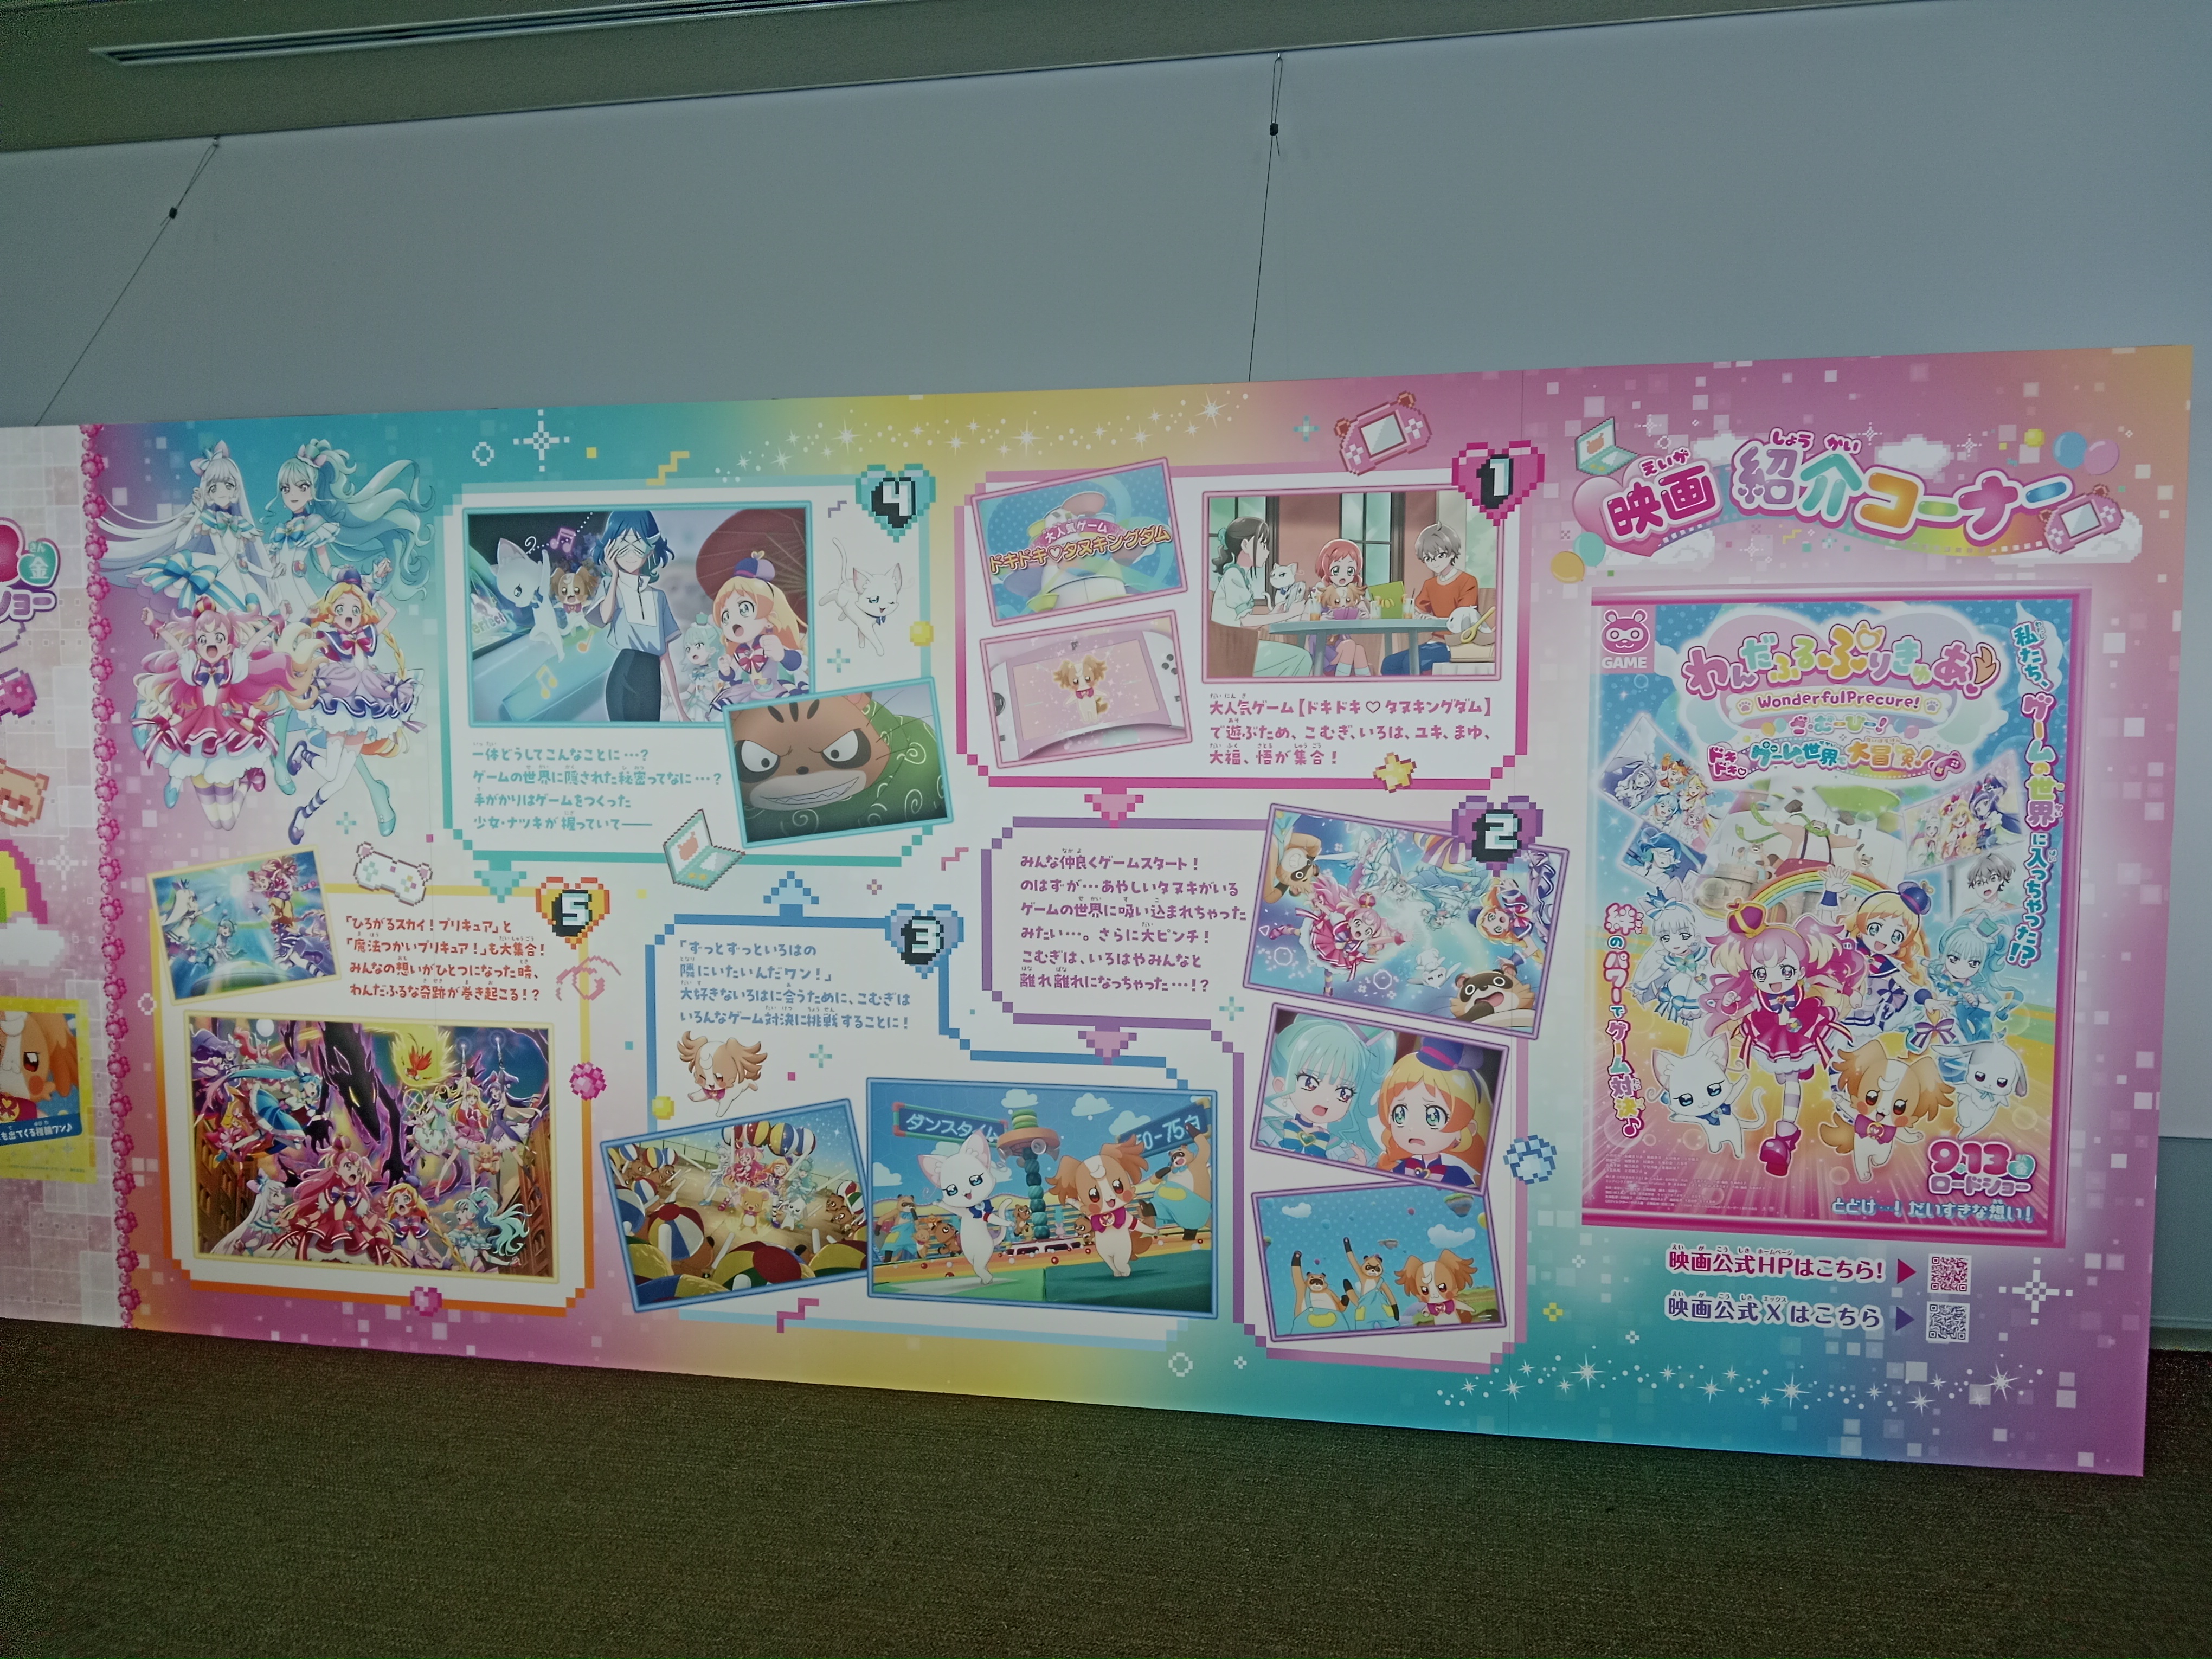 映画紹介コーナー
GAME
わんだふるぷりきゅあ!
WonderfulPrecure!
ざ・むーびー!
ドキドキ♡ゲームの世界で大冒険!
私たち、ゲームの世界に入っちゃった!?
絆のパワーでゲーム対決♪
9.13金
ロードショー
とどけ…!だいすきな想い!
映画公式HPはこちら!
映画公式Xはこちら
1
大人気ゲーム
ドキドキ♡タヌキングダム
大人気ゲーム【ドキドキ♡タヌキングダム】
で遊ぶため、こむぎ、いろは、ユキ、まゆ、
大福、悟が集合!
2
みんな仲良くゲームスタート!
のはずが…あやしいタヌキがいる
ゲームの世界に吸い込まれちゃった
みたい…。さらに大ピンチ!
こむぎは、いろはやみんなと
離れ離れになっちゃった…!?
3
「ずっとずっといろはの
隣にいたいんだワン!」
大好きないろはに会うために、こむぎは
いろんなゲーム対決に挑戦することに!
ダンスタイム
4
一体どうしてこんなことに…?
ゲームの世界に隠された秘密ってなに…?
手がかりはゲームをつくった
少女・ナツキが握っていて――
5
「ひろがるスカイ!プリキュア」と
「魔法つかいプリキュア!」も大集合!
みんなの想いがひとつになった時、
わんだふるな奇跡が巻き起こる!?
金
ショー
も出てくる指輪ワン♪